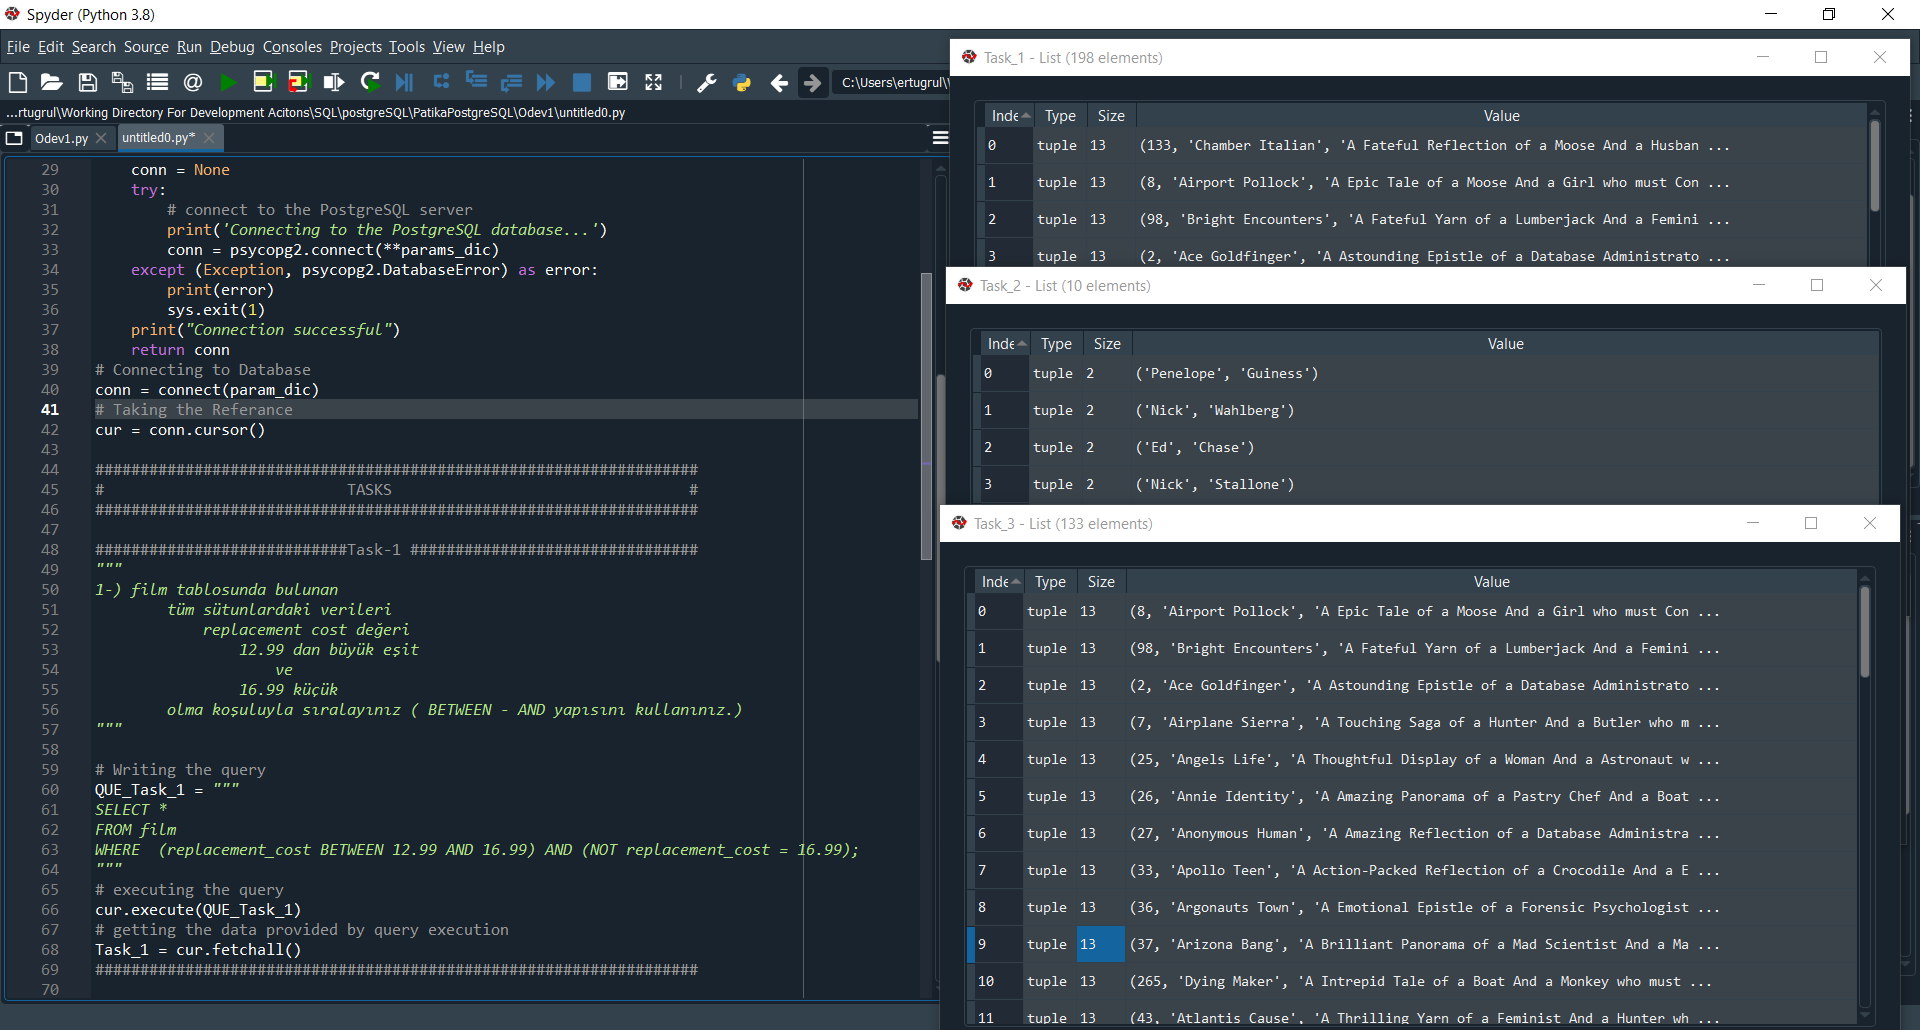 Spyder (Python 3.8)
File Edit Search Source Run Debug Consoles Projects Tools View Help
C:\Users\ertugrul\
...rtugrul\Working Directory For Development Acitons\SQL\postgreSQL\PatikaPostgreSQL\Odev1\untitled0.py
Odev1.py
untitled0.py*
29 conn = None
30 try:
31 # connect to the PostgreSQL server
32 print('Connecting to the PostgreSQL database...')
33 conn = psycopg2.connect(**params_dic)
34 except (Exception, psycopg2.DatabaseError) as error:
35 print(error)
36 sys.exit(1)
37 print("Connection successful")
38 return conn
39 # Connecting to Database
40 conn = connect(param_dic)
41 # Taking the Referance
42 cur = conn.cursor()
43
44 ###################################################################
45 # TASKS #
46 ###################################################################
47
48 ############################Task-1 ################################
49 """
50 1-) film tablosunda bulunan
51 tüm sütunlardaki verileri
52 replacement cost değeri
53 12.99 dan büyük eşit
54 ve
55 16.99 küçük
56 olma koşuluyla sıralayınız ( BETWEEN - AND yapısını kullanınız.)
57 """
58
59 # Writing the query
60 QUE_Task_1 = """
61 SELECT *
62 FROM film
63 WHERE (replacement_cost BETWEEN 12.99 AND 16.99) AND (NOT replacement_cost = 16.99);
64 """
65 # executing the query
66 cur.execute(QUE_Task_1)
67 # getting the data provided by query execution
68 Task_1 = cur.fetchall()
69 ###################################################################
70
Task_1 - List (198 elements)
Inde Type Size Value
0 tuple 13 (133, 'Chamber Italian', 'A Fateful Reflection of a Moose And a Husban ...
1 tuple 13 (8, 'Airport Pollock', 'A Epic Tale of a Moose And a Girl who must Con ...
2 tuple 13 (98, 'Bright Encounters', 'A Fateful Yarn of a Lumberjack And a Femini ...
3 tuple 13 (2, 'Ace Goldfinger', 'A Astounding Epistle of a Database Administrato ...
Task_2 - List (10 elements)
Inde Type Size Value
0 tuple 2 ('Penelope', 'Guiness')
1 tuple 2 ('Nick', 'Wahlberg')
2 tuple 2 ('Ed', 'Chase')
3 tuple 2 ('Nick', 'Stallone')
Task_3 - List (133 elements)
Inde Type Size Value
0 tuple 13 (8, 'Airport Pollock', 'A Epic Tale of a Moose And a Girl who must Con ...
1 tuple 13 (98, 'Bright Encounters', 'A Fateful Yarn of a Lumberjack And a Femini ...
2 tuple 13 (2, 'Ace Goldfinger', 'A Astounding Epistle of a Database Administrato ...
3 tuple 13 (7, 'Airplane Sierra', 'A Touching Saga of a Hunter And a Butler who m ...
4 tuple 13 (25, 'Angels Life', 'A Thoughtful Display of a Woman And a Astronaut w ...
5 tuple 13 (26, 'Annie Identity', 'A Amazing Panorama of a Pastry Chef And a Boat ...
6 tuple 13 (27, 'Anonymous Human', 'A Amazing Reflection of a Database Administra ...
7 tuple 13 (33, 'Apollo Teen', 'A Action-Packed Reflection of a Crocodile And a E ...
8 tuple 13 (36, 'Argonauts Town', 'A Emotional Epistle of a Forensic Psychologist ...
9 tuple 13 (37, 'Arizona Bang', 'A Brilliant Panorama of a Mad Scientist And a Ma ...
10 tuple 13 (265, 'Dying Maker', 'A Intrepid Tale of a Boat And a Monkey who must ...
11 tuple 13 (43, 'Atlantis Cause', 'A Thrilling Yarn of a Feminist And a Hunter wh ...